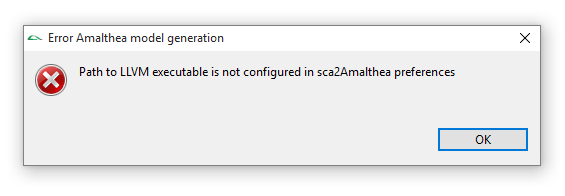 Error Amalthea model generation
Path to LLVM executable is not configured in sca2Amalthea preferences
OK